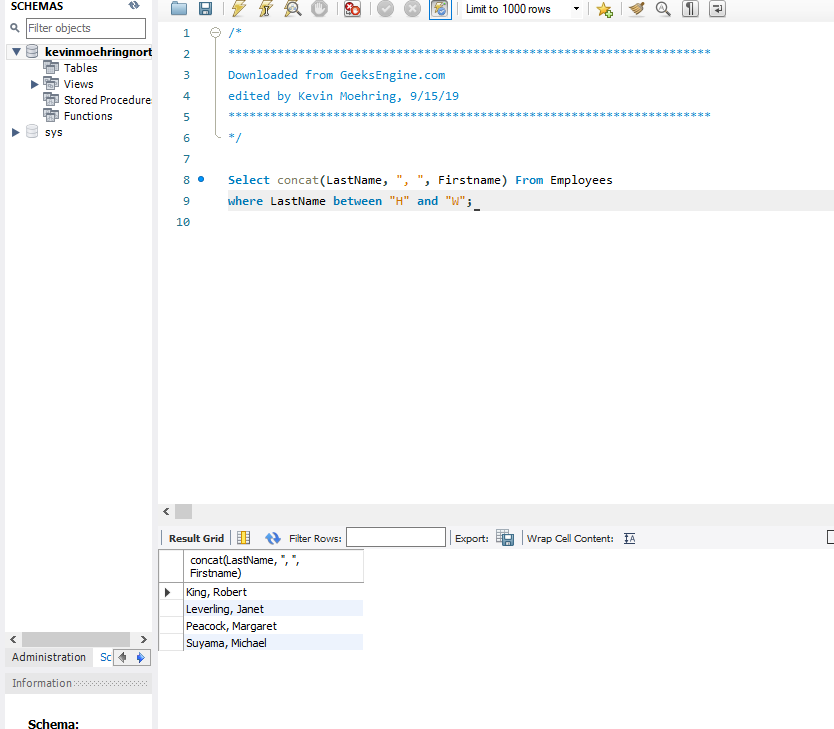 SCHEMAS
Filter objects
kevinmoehringnort
Tables
Views
Stored Procedure
Functions
sys
Administration Sc
Information
Schema:
Limit to 1000 rows
1 /*
2 *********************************************************************
3 Downloaded from GeeksEngine.com
4 edited by Kevin Moehring, 9/15/19
5 *********************************************************************
6 */
7
8 Select concat(LastName, ", ", Firstname) From Employees
9 where LastName between "H" and "W";
10
Result Grid Filter Rows: Export: Wrap Cell Content:
concat(LastName, ", ",
Firstname)
King, Robert
Leverling, Janet
Peacock, Margaret
Suyama, Michael